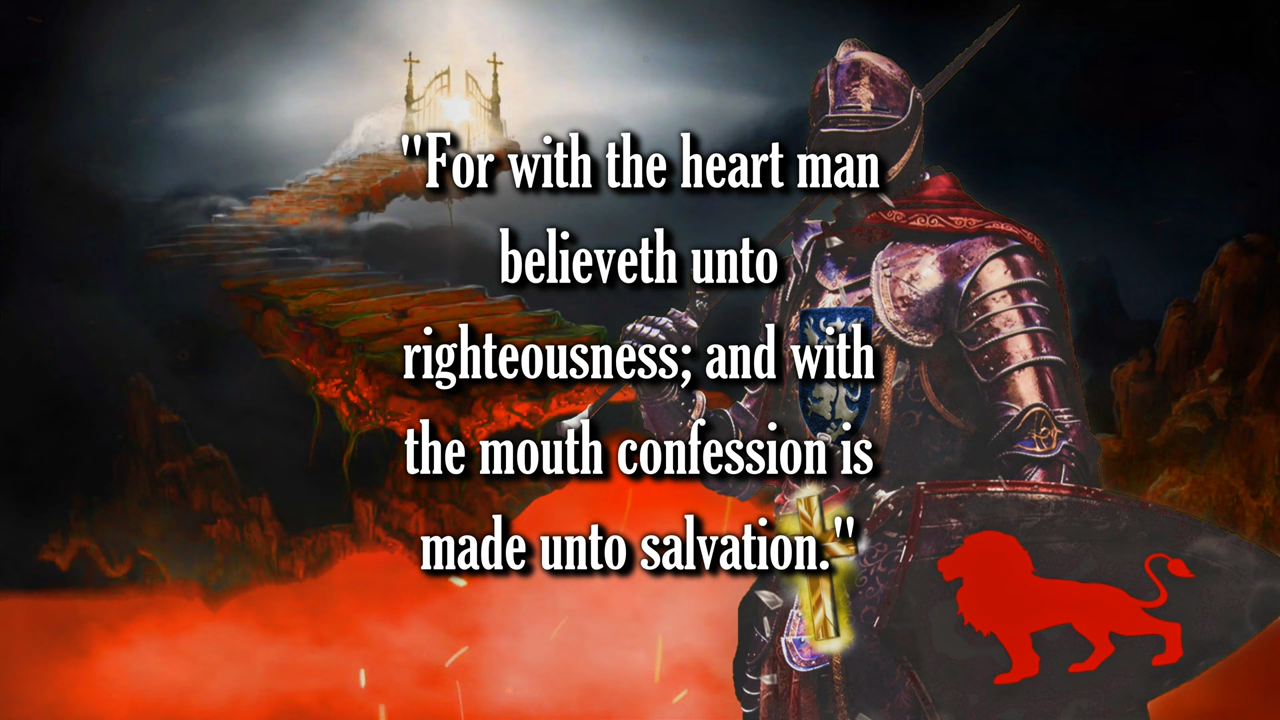 "For with the heart man
believeth unto
righteousness; and with
the mouth confession is
made unto salvation."